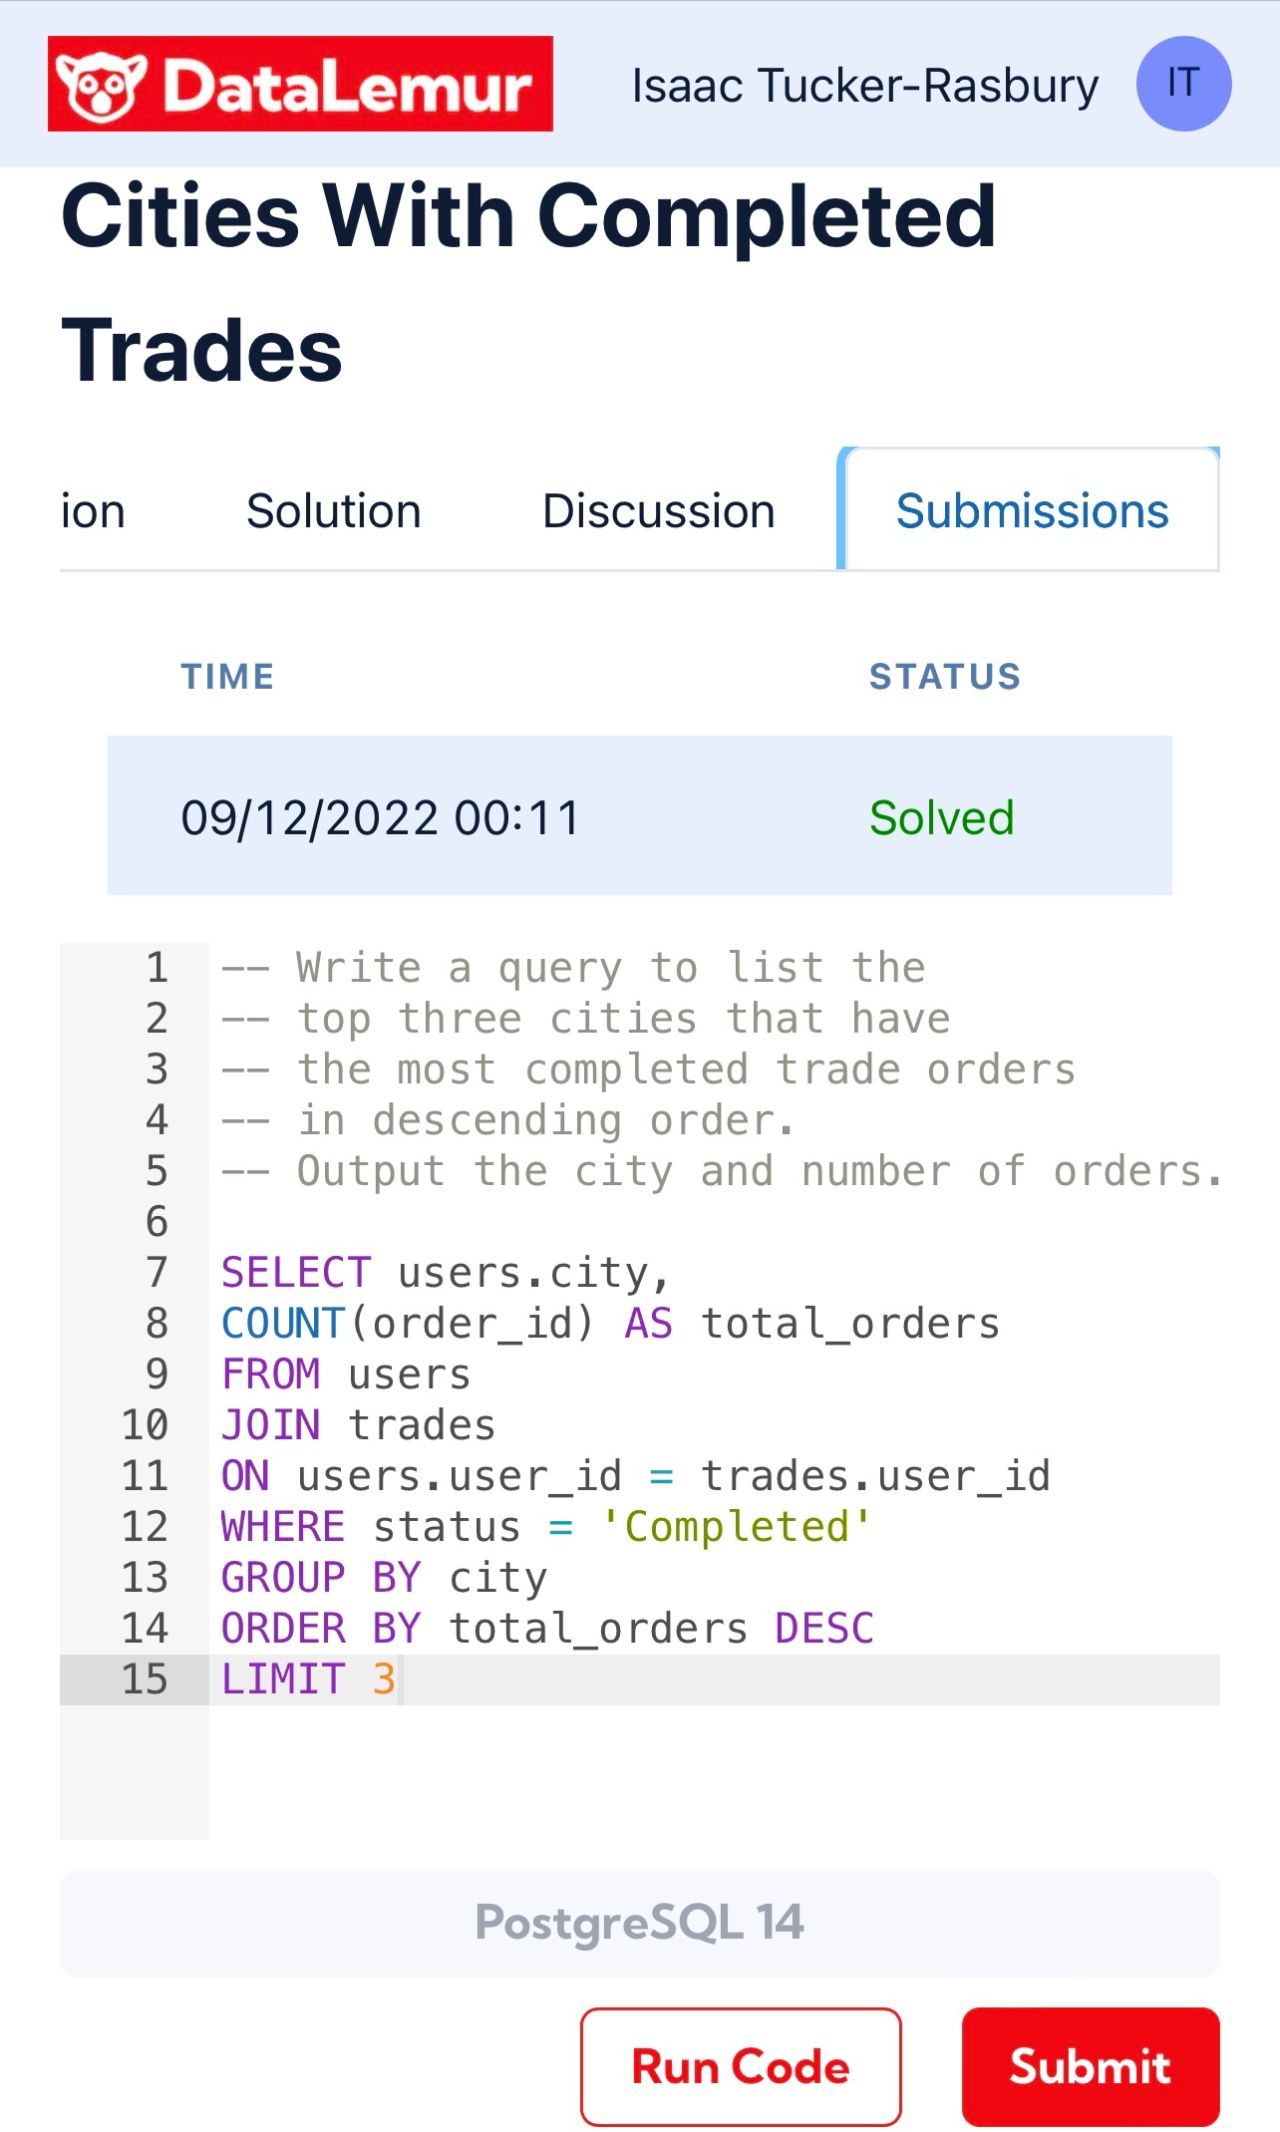 DataLemur
Isaac Tucker-Rasbury
IT
Cities With Completed
Trades
ion
Solution
Discussion
Submissions
TIME
STATUS
09/12/2022 00:11
Solved
1 -- Write a query to list the
2 -- top three cities that have
3 -- the most completed trade orders
4 -- in descending order.
5 -- Output the city and number of orders.
6
7 SELECT users.city,
8 COUNT(order_id) AS total_orders
9 FROM users
10 JOIN trades
11 ON users.user_id = trades.user_id
12 WHERE status = 'Completed'
13 GROUP BY city
14 ORDER BY total_orders DESC
15 LIMIT 3
PostgreSQL 14
Run Code
Submit